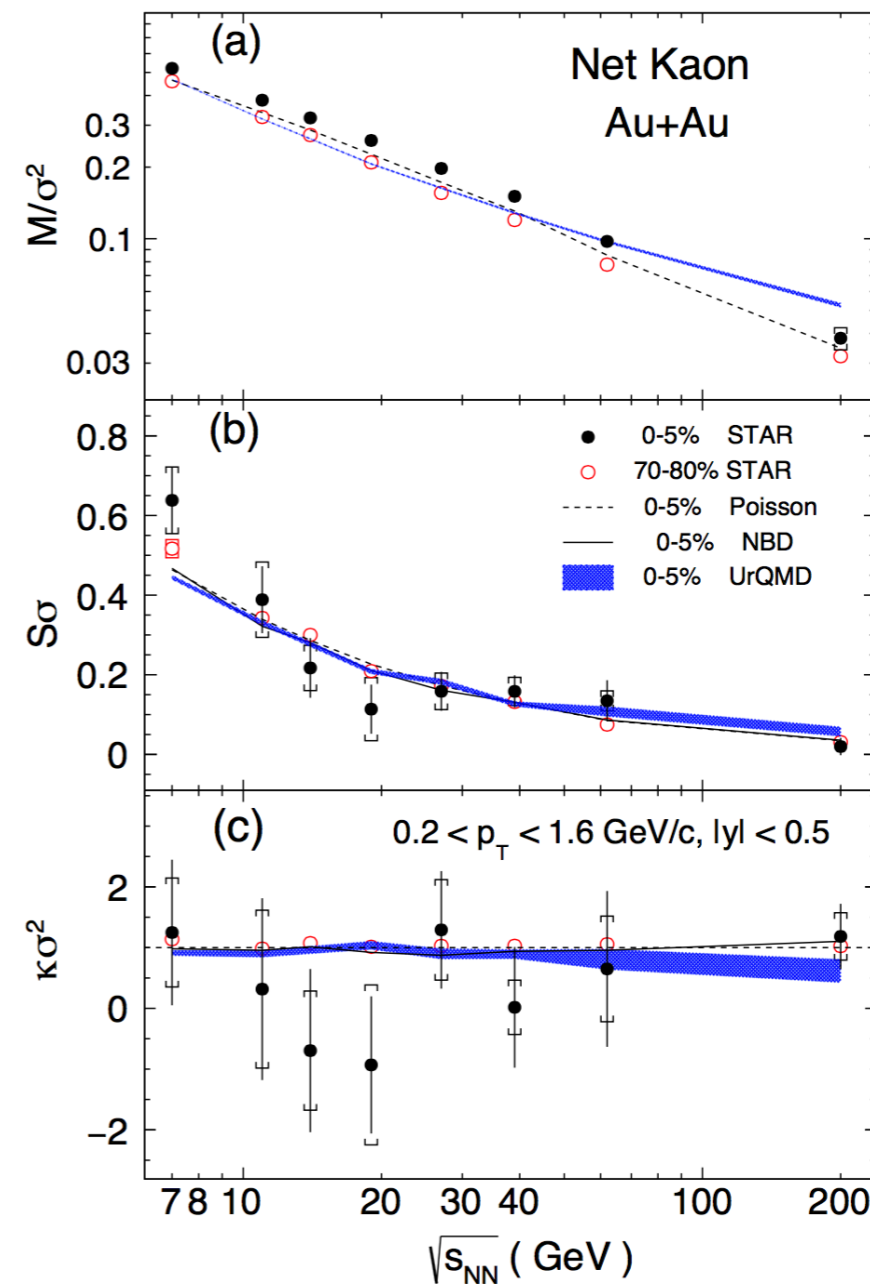 (a)
Net Kaon
Au+Au
M/σ²
0.3
0.2
0.1
0.03
(b)
0-5% STAR
70-80% STAR
0-5% Poisson
0-5% NBD
0-5% UrQMD
Sσ
0.8
0.6
0.4
0.2
0
(c)
0.2 < p_T < 1.6 GeV/c, |y| < 0.5
κσ²
2
0
−2
7 8 10 20 30 40 100 200
√s_NN ( GeV )